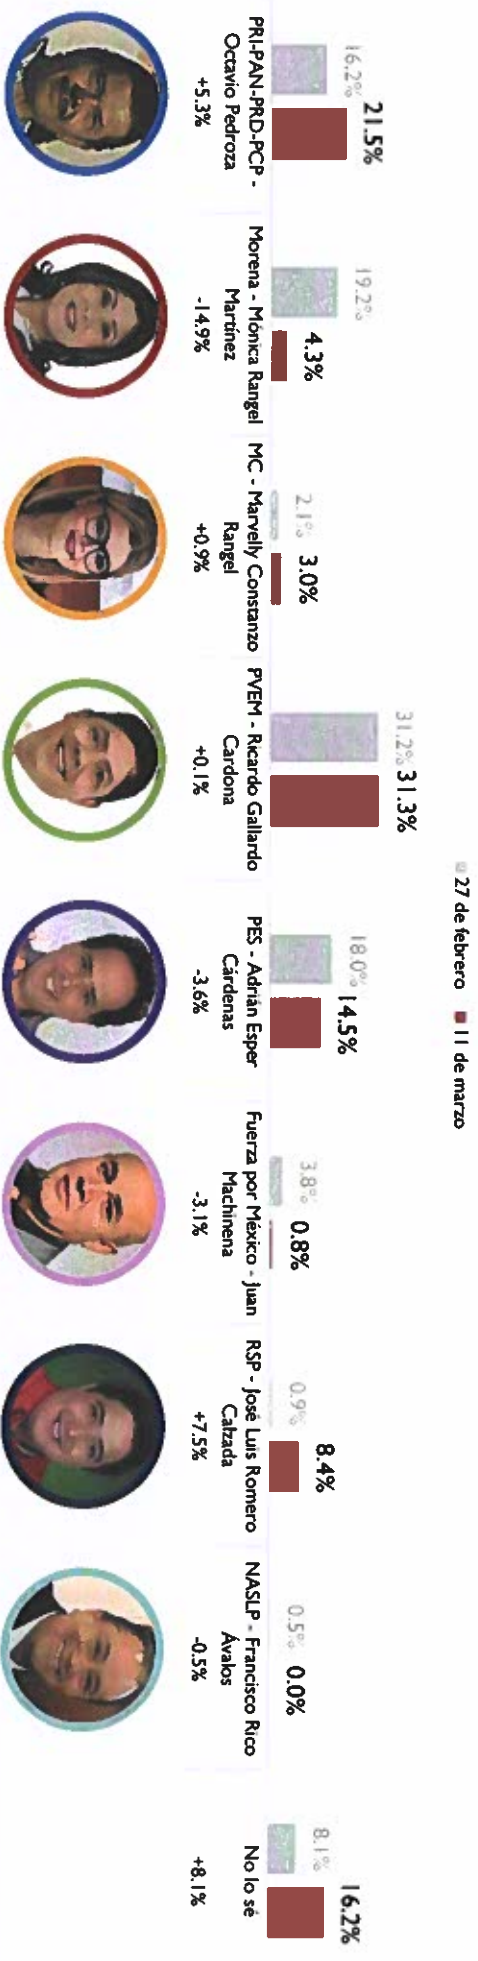 27 de febrero 11 de marzo
16.2% 21.5%
19.2% 4.3%
2.1% 3.0%
31.2% 31.3%
18.0% 14.5%
3.8% 0.8%
0.9% 8.4%
0.5% 0.0%
8.1% 16.2%
PRI-PAN-PRD-PCP -
Octavio Pedroza
+5.3%
Morena - Mónica Rangel
Martínez
-14.9%
MC - Marvelly Constanzo
Rangel
+0.9%
PVEM - Ricardo Gallardo
Cardona
+0.1%
PES - Adrián Esper
Cárdenas
-3.6%
Fuerza por México - Juan
Machinena
-3.1%
RSP - José Luis Romero
Calzada
+7.5%
NASLP - Francisco Rico
Ávalos
-0.5%
No lo sé
+8.1%